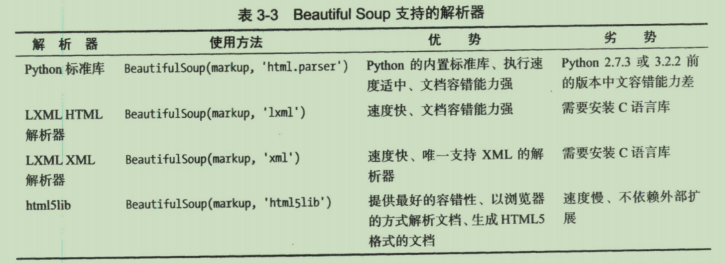 表 3-3 Beautiful Soup 支持的解析器
解 析 器 使用方法 优 势 劣 势
Python 标准库 BeautifulSoup(markup, 'html.parser') Python 的内置标准库、执行速 Python 2.7.3 或 3.2.2 前
度适中、文档容错能力强 的版本中文容错能力差
LXML HTML BeautifulSoup(markup, 'lxml') 速度快、文档容错能力强 需要安装 C 语言库
解析器
LXML XML BeautifulSoup(markup, 'xml') 速度快、唯一支持 XML 的解 需要安装 C 语言库
解析器 析器
html5lib BeautifulSoup(markup, 'html5lib') 提供最好的容错性、以浏览器 速度慢、不依赖外部扩
的方式解析文档、生成 HTML5 展
格式的文档